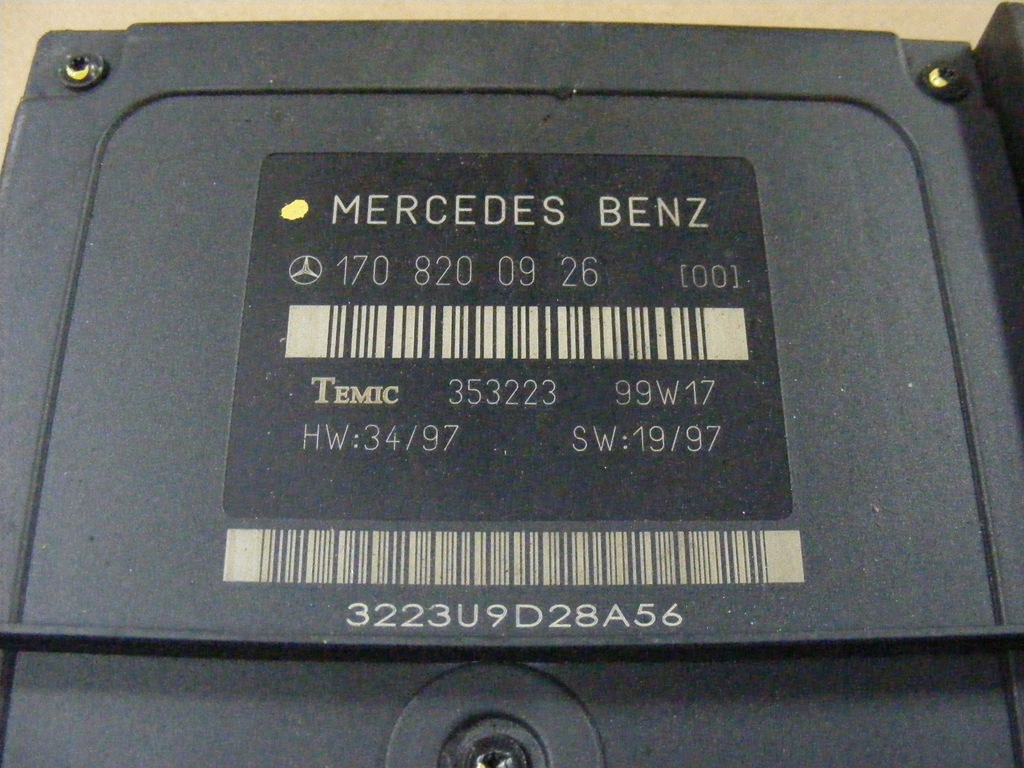 MERCEDES BENZ
170 820 09 26 [00]
TEMIC 353223 99W17
HW:34/97 SW:19/97
3223U9D28A56